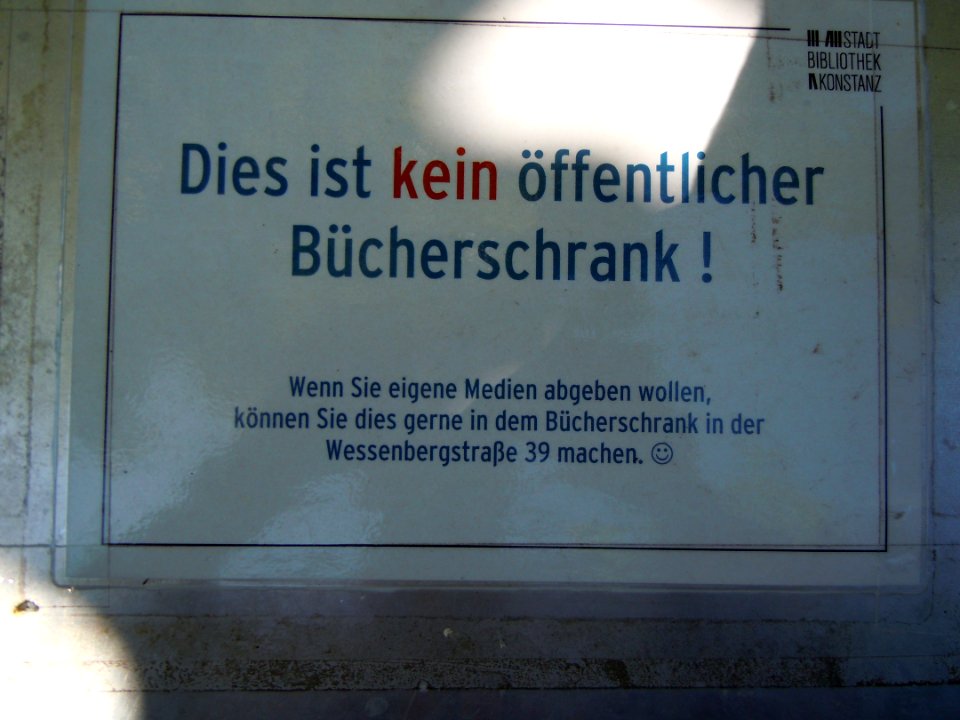 STADT
BIBLIOTHEK
KONSTANZ
Dies ist kein öffentlicher
Bücherschrank !
Wenn Sie eigene Medien abgeben wollen,
können Sie dies gerne in dem Bücherschrank in der
Wessenbergstraße 39 machen. ☺